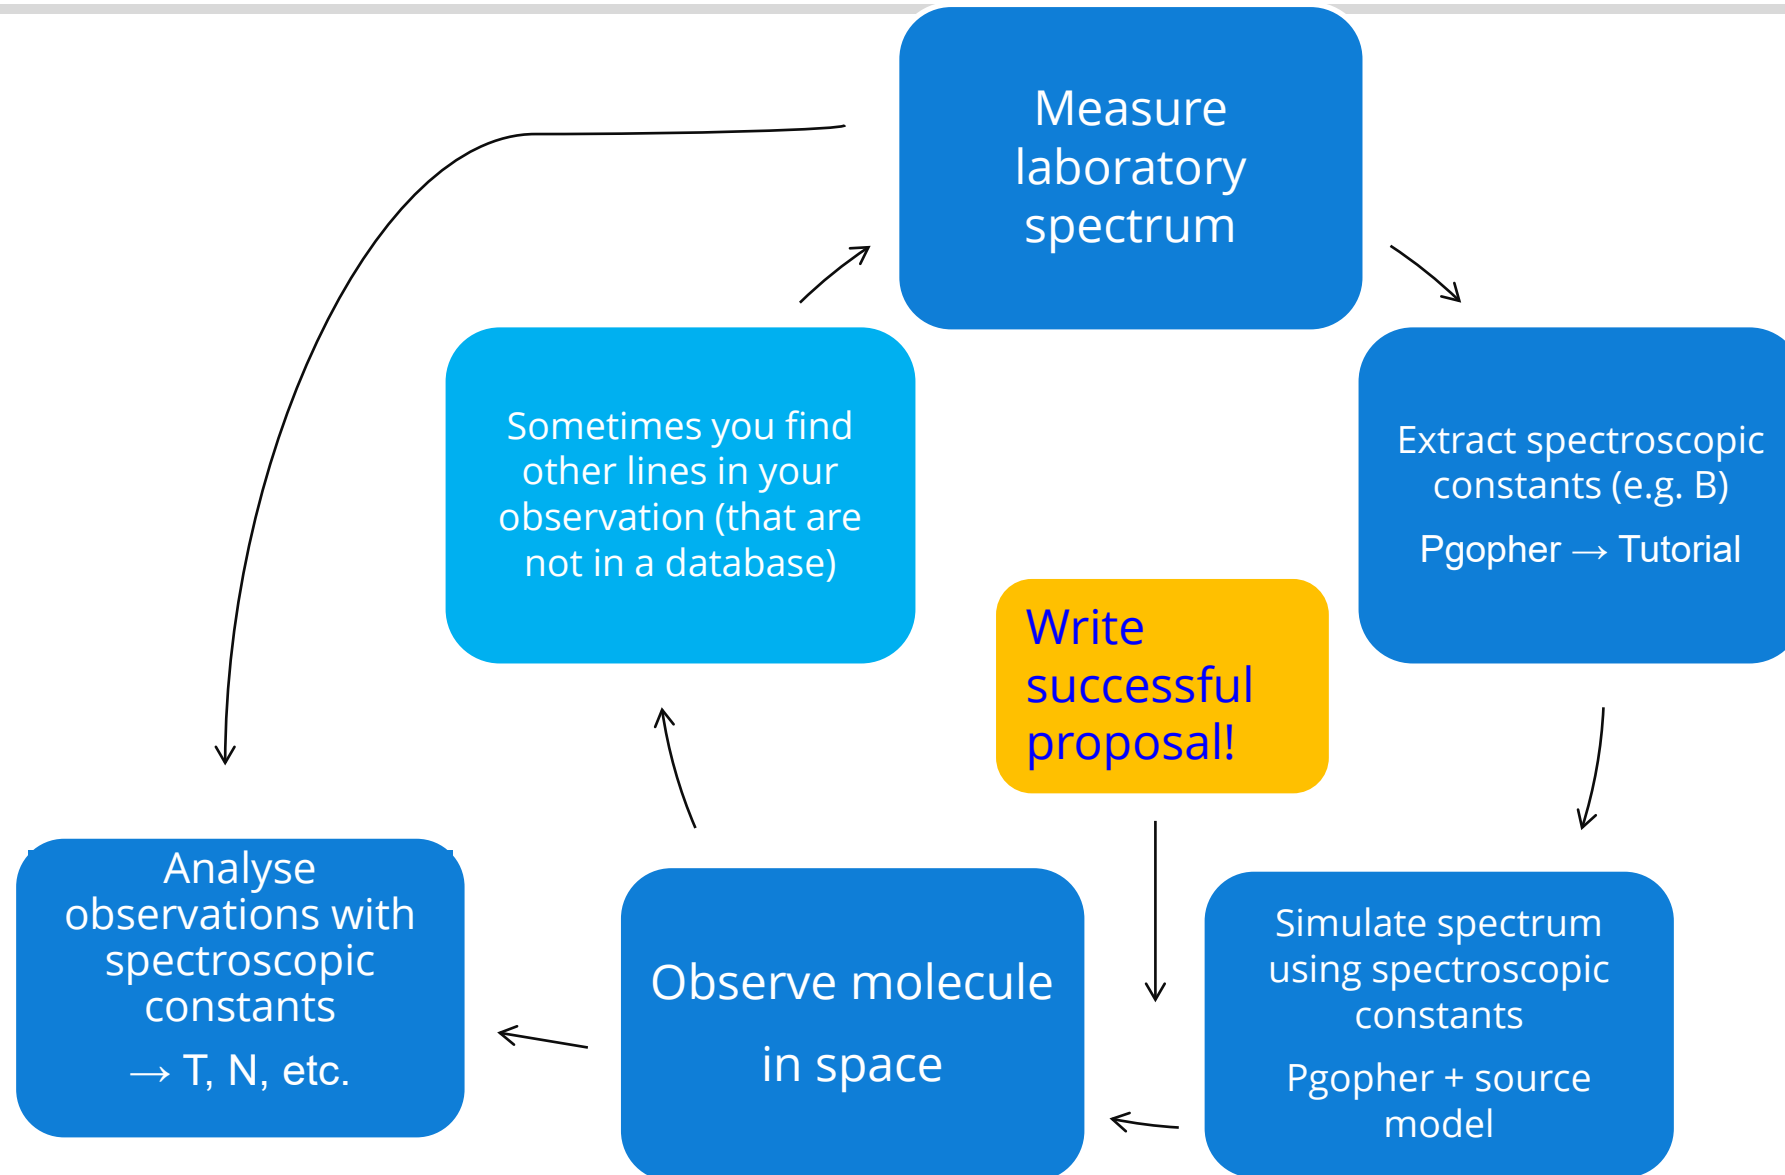 Measure
laboratory
spectrum
Extract spectroscopic
constants (e.g. B)
Pgopher → Tutorial
Simulate spectrum
using spectroscopic
constants
Pgopher + source
model
Write
successful
proposal!
Observe molecule
in space
Sometimes you find
other lines in your
observation (that are
not in a database)
Analyse
observations with
spectroscopic
constants
→ T, N, etc.